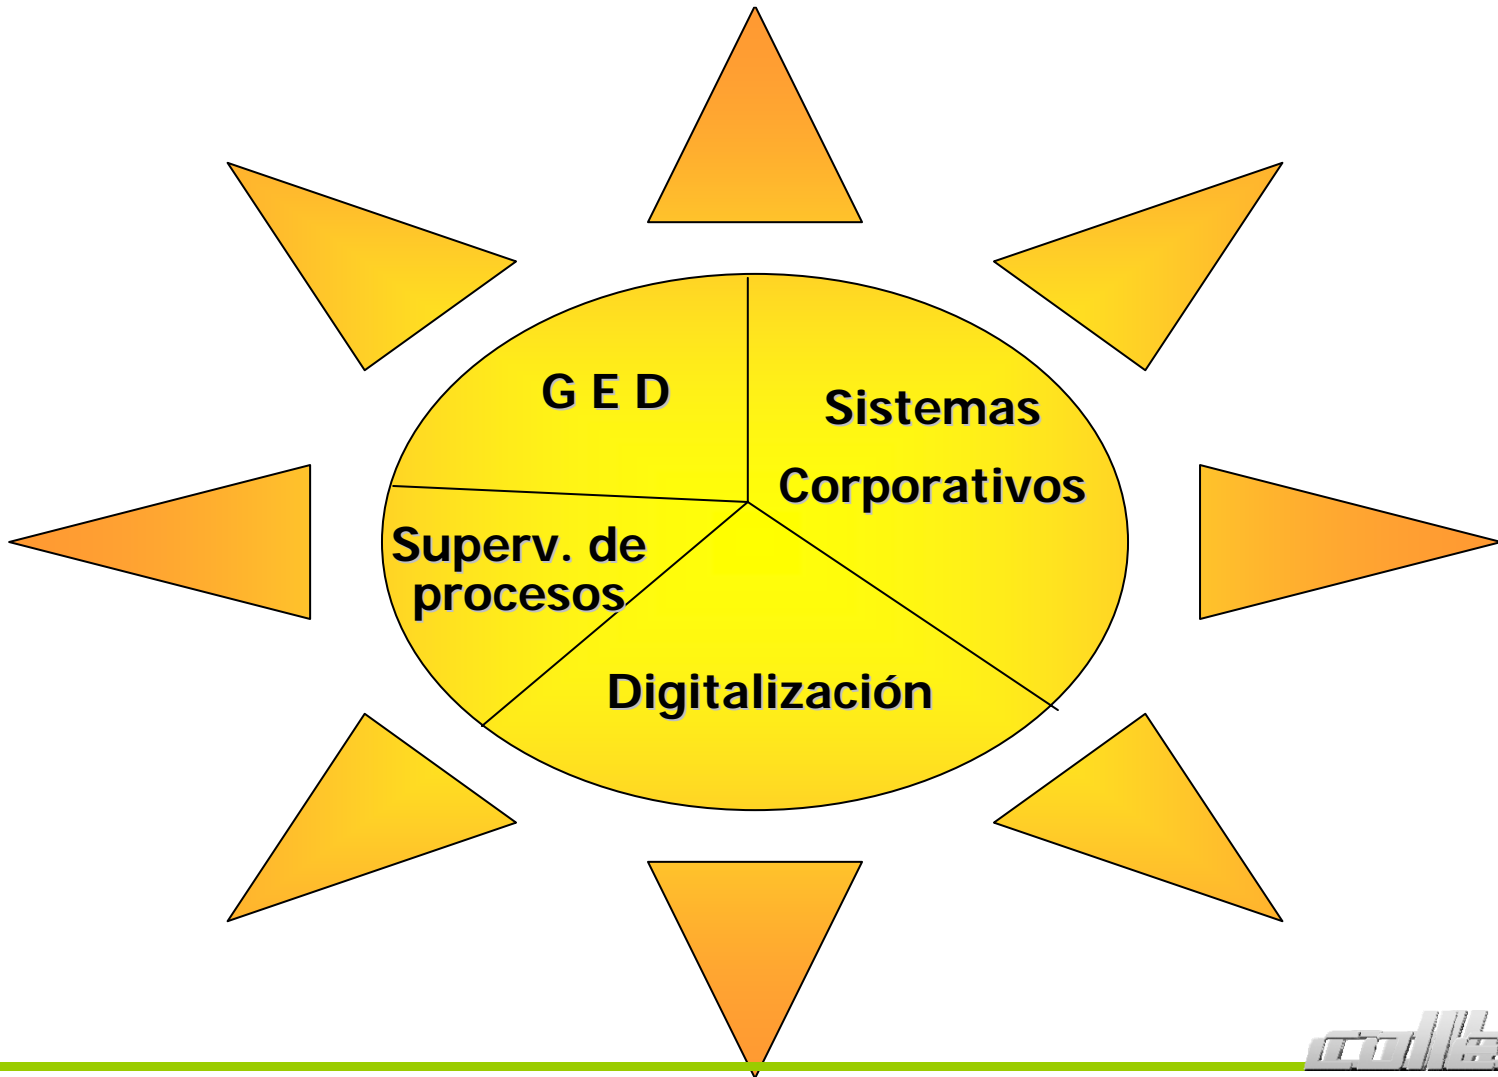 G E D
Sistemas
Corporativos
Superv. de
procesos
Digitalización